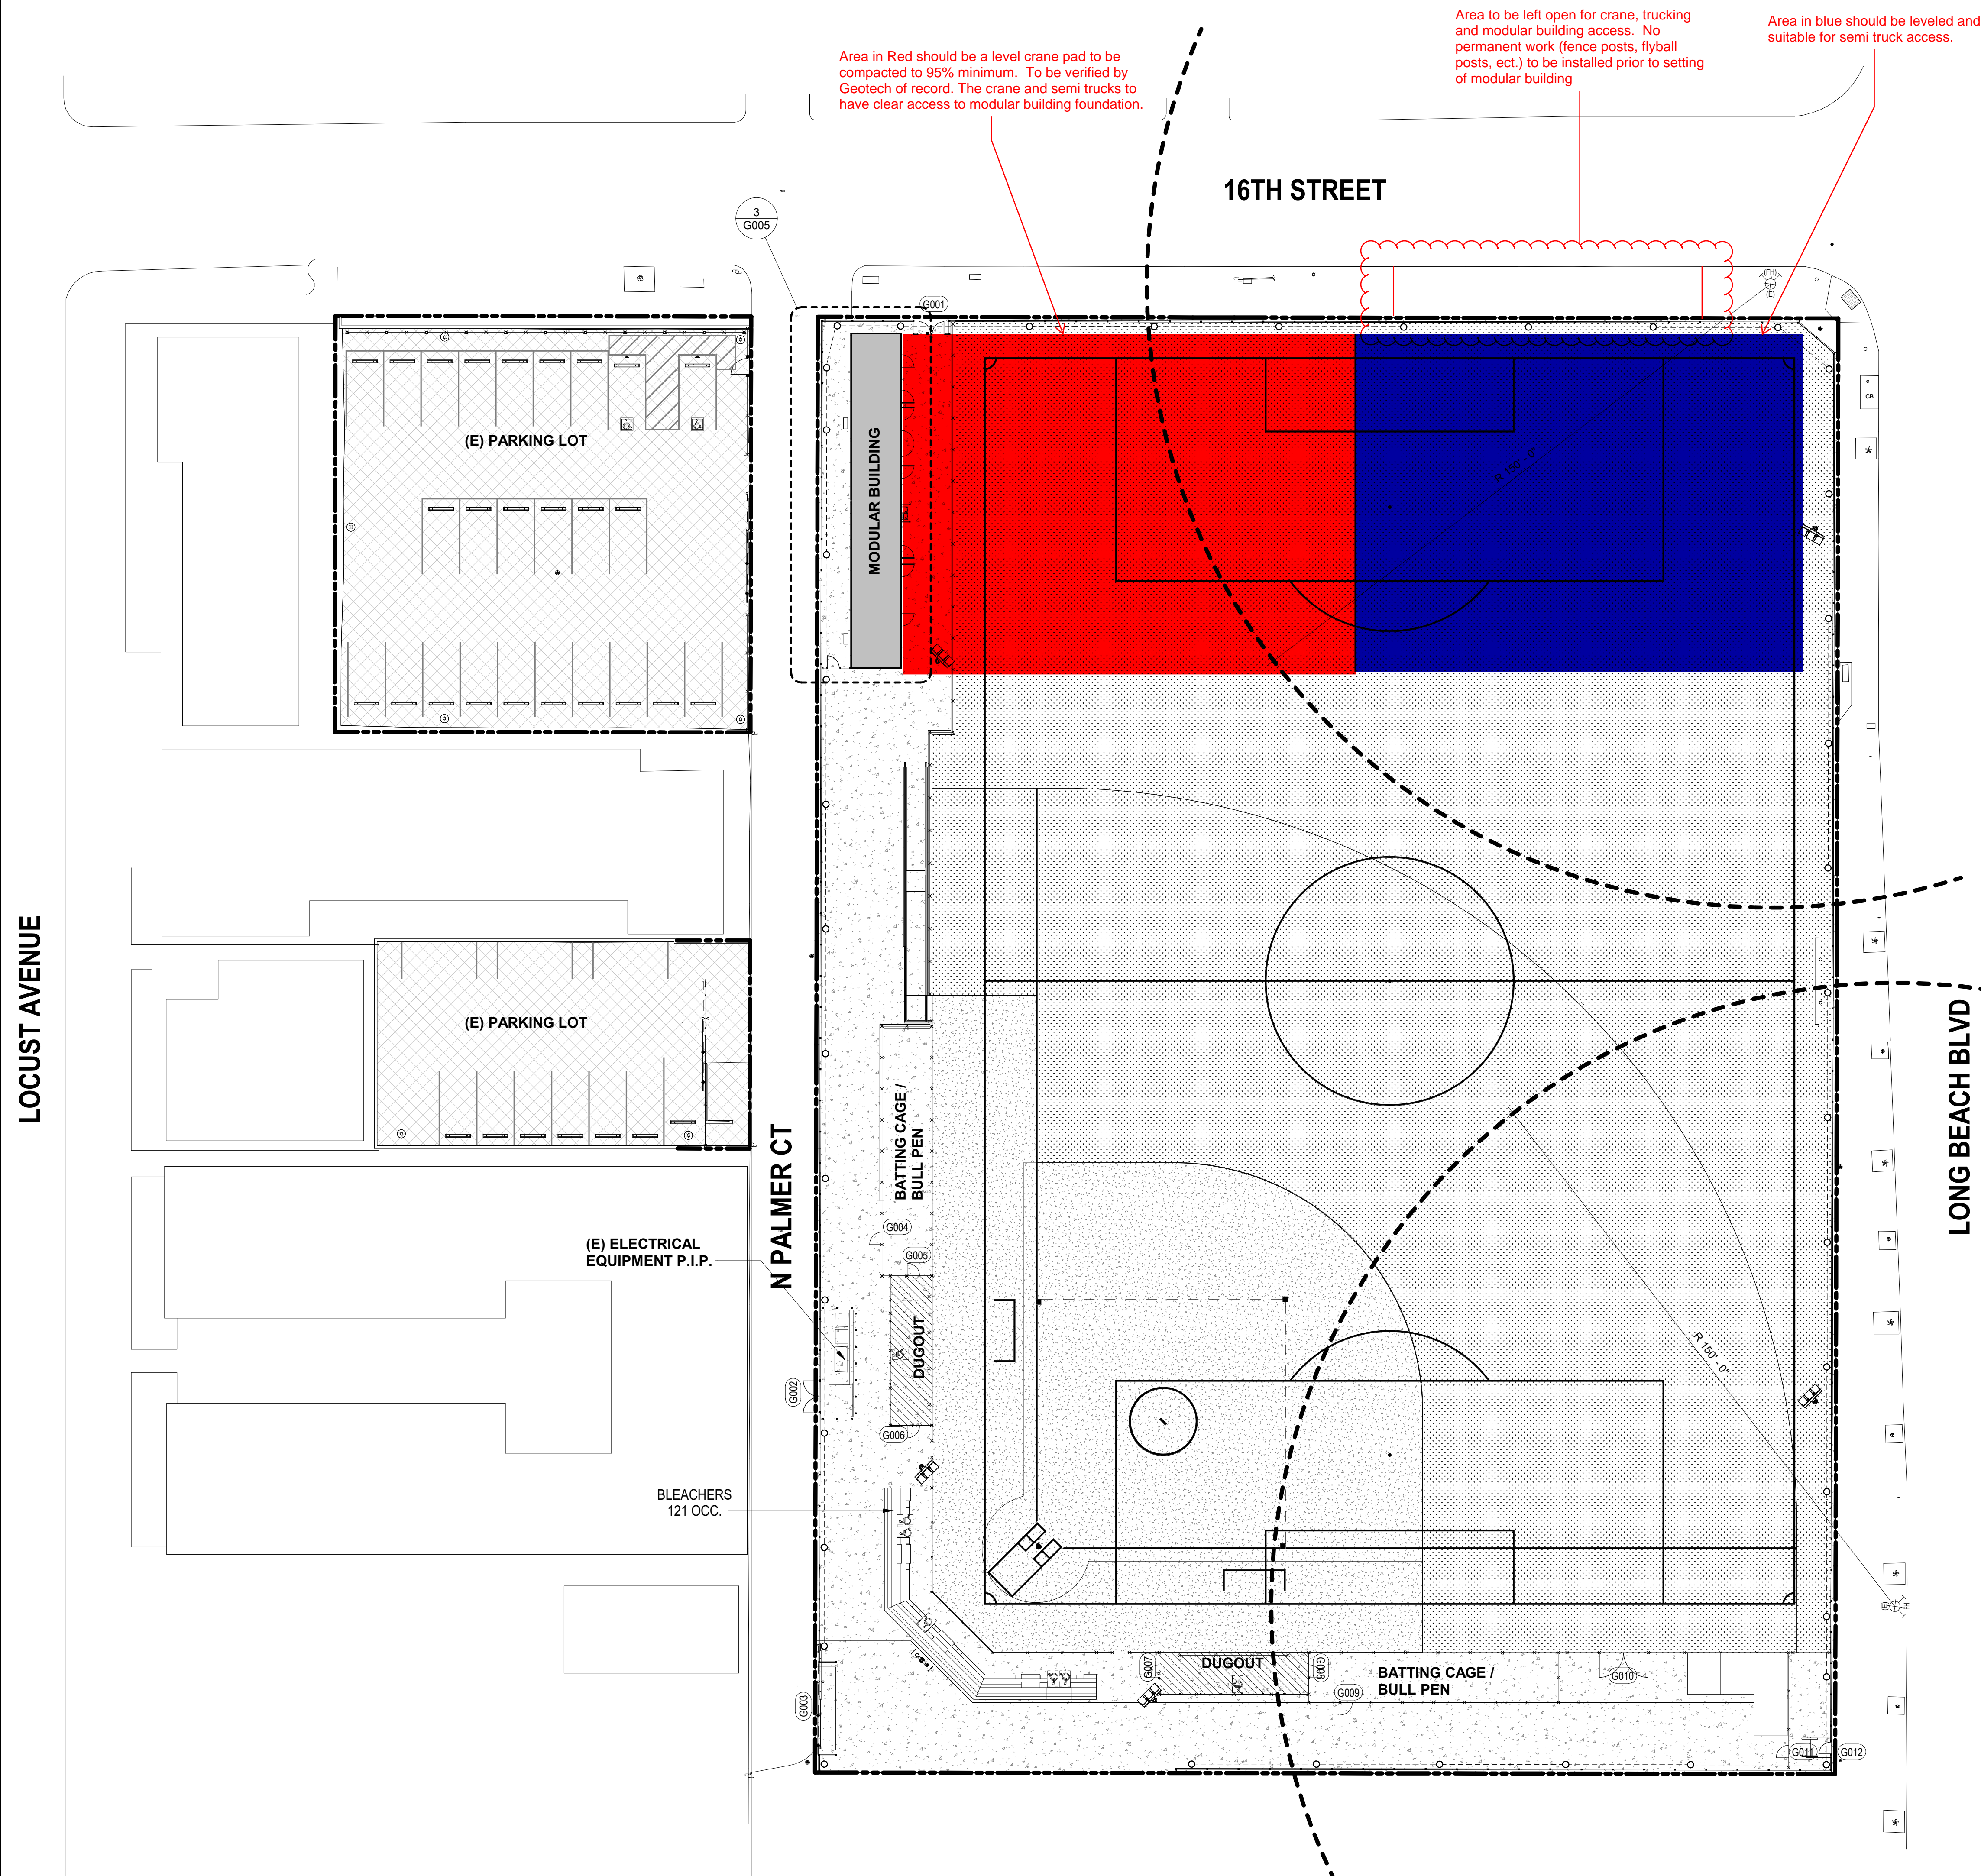 Area in Red should be a level crane pad to be
compacted to 95% minimum.  To be verified by
Geotech of record. The crane and semi trucks to
have clear access to modular building foundation.
Area to be left open for crane, trucking
and modular building access.  No
permanent work (fence posts, flyball
posts, ect.) to be installed prior to setting
of modular building
Area in blue should be leveled and
suitable for semi truck access.
16TH STREET
3
G005
G001
(FH)
(E)
CB
(E) PARKING LOT
MODULAR BUILDING
R 150' - 0"
LOCUST AVENUE
(E) PARKING LOT
N PALMER CT
BATTING CAGE /
BULL PEN
LONG BEACH BLVD
G004
G005
(E) ELECTRICAL
EQUIPMENT P.I.P.
DUGOUT
G002
G006
R 150' - 0"
BLEACHERS
121 OCC.
(E)
FH
G003
G007
DUGOUT
G008
G009
BATTING CAGE /
BULL PEN
G010
G011
G012